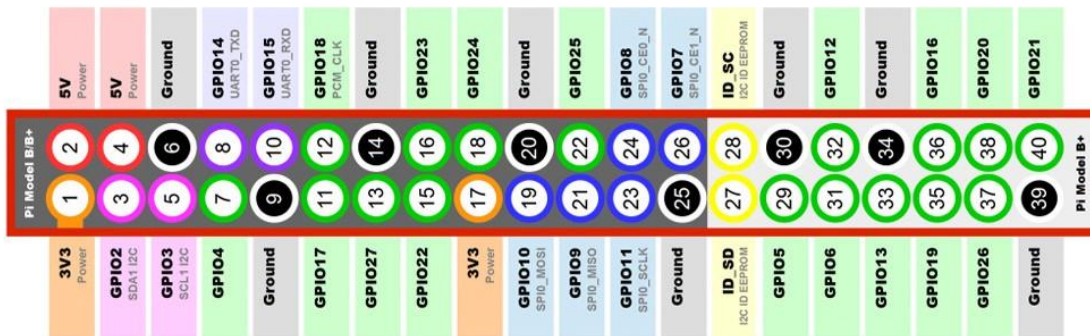 5V
Power
5V
Power
Ground
GPIO14
UART0_TXD
GPIO15
UART0_RXD
GPIO18
PCM_CLK
Ground
GPIO23
GPIO24
Ground
GPIO25
GPIO8
SPI0_CE0_N
GPIO7
SPI0_CE1_N
ID_SC
I2C ID EEPROM
Ground
GPIO12
Ground
GPIO16
GPIO20
GPIO21
Pi Model B/B+
2 4 6 8 10 12 14 16 18 20 22 24 26 28 30 32 34 36 38 40
1 3 5 7 9 11 13 15 17 19 21 23 25 27 29 31 33 35 37 39
Pi Model B+
3V3
Power
GPIO2
SDA1 I2C
GPIO3
SCL1 I2C
GPIO4
Ground
GPIO17
GPIO27
GPIO22
3V3
Power
GPIO10
SPI0_MOSI
GPIO9
SPI0_MISO
GPIO11
SPI0_SCLK
Ground
ID_SD
I2C ID EEPROM
GPIO5
GPIO6
GPIO13
GPIO19
GPIO26
Ground